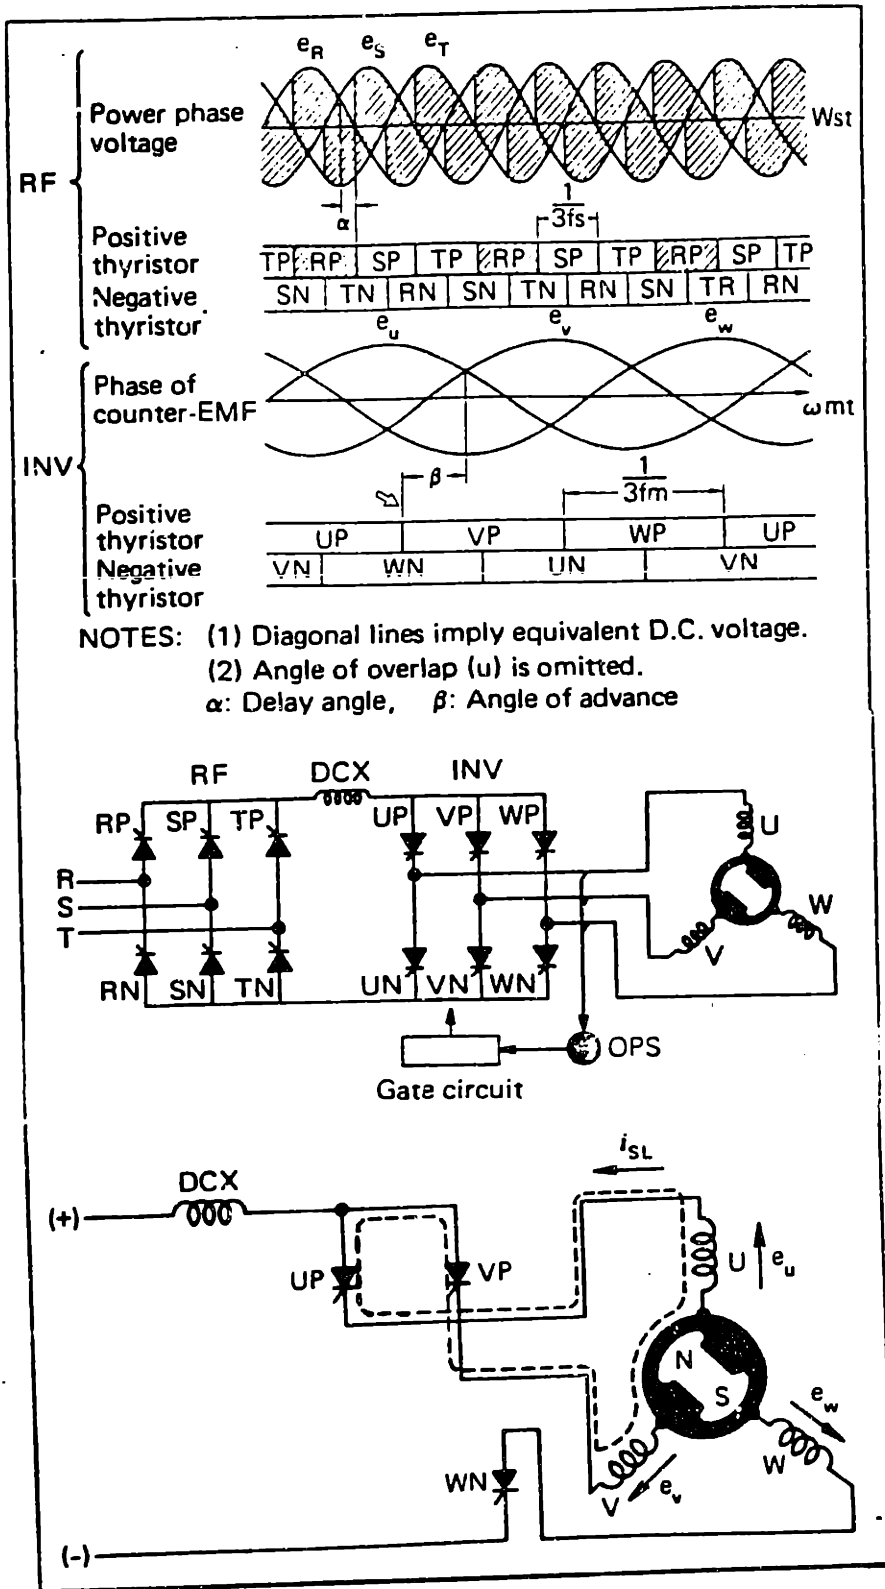 e_R e_S e_T
Power phase
voltage
Wst
RF
α
1
3fs
Positive
thyristor
TP RP SP TP RP SP TP RP SP TP
Negative
thyristor
SN TN RN SN TN RN SN TR RN
e_u e_v e_w
Phase of
counter-EMF
ωmt
INV
β
1
3fm
Positive
thyristor
UP VP WP UP
Negative
thyristor
VN WN UN VN
NOTES: (1) Diagonal lines imply equivalent D.C. voltage.
(2) Angle of overlap (u) is omitted.
α: Delay angle, β: Angle of advance
RF DCX INV
RP SP TP UP VP WP
U
R
S
T
W
V
RN SN TN UN VN WN
OPS
Gate circuit
i_SL
DCX
(+)
UP VP U e_u
N
S
e_w
WN V e_v W
(-)